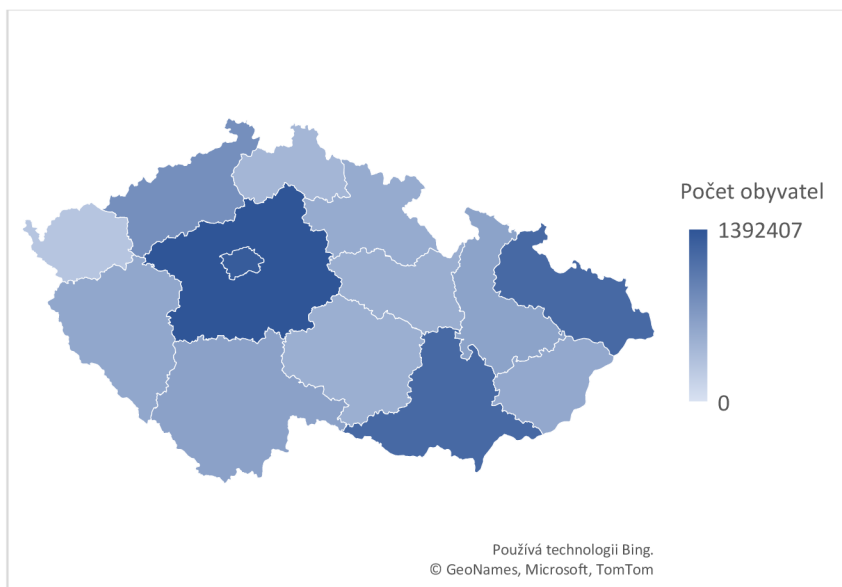 Počet obyvatel
1392407
0
Používá technologii Bing.
© GeoNames, Microsoft, TomTom